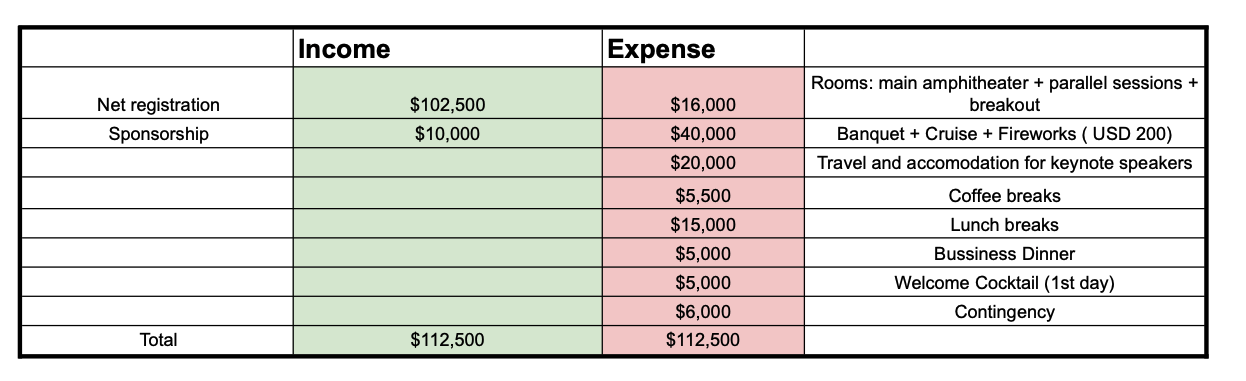 Income Expense
Rooms: main amphitheater + parallel sessions +
Net registration $102,500 $16,000 breakout
Sponsorship $10,000 $40,000 Banquet + Cruise + Fireworks ( USD 200)
$20,000 Travel and accomodation for keynote speakers
$5,500 Coffee breaks
$15,000 Lunch breaks
$5,000 Bussiness Dinner
$5,000 Welcome Cocktail (1st day)
$6,000 Contingency
Total $112,500 $112,500